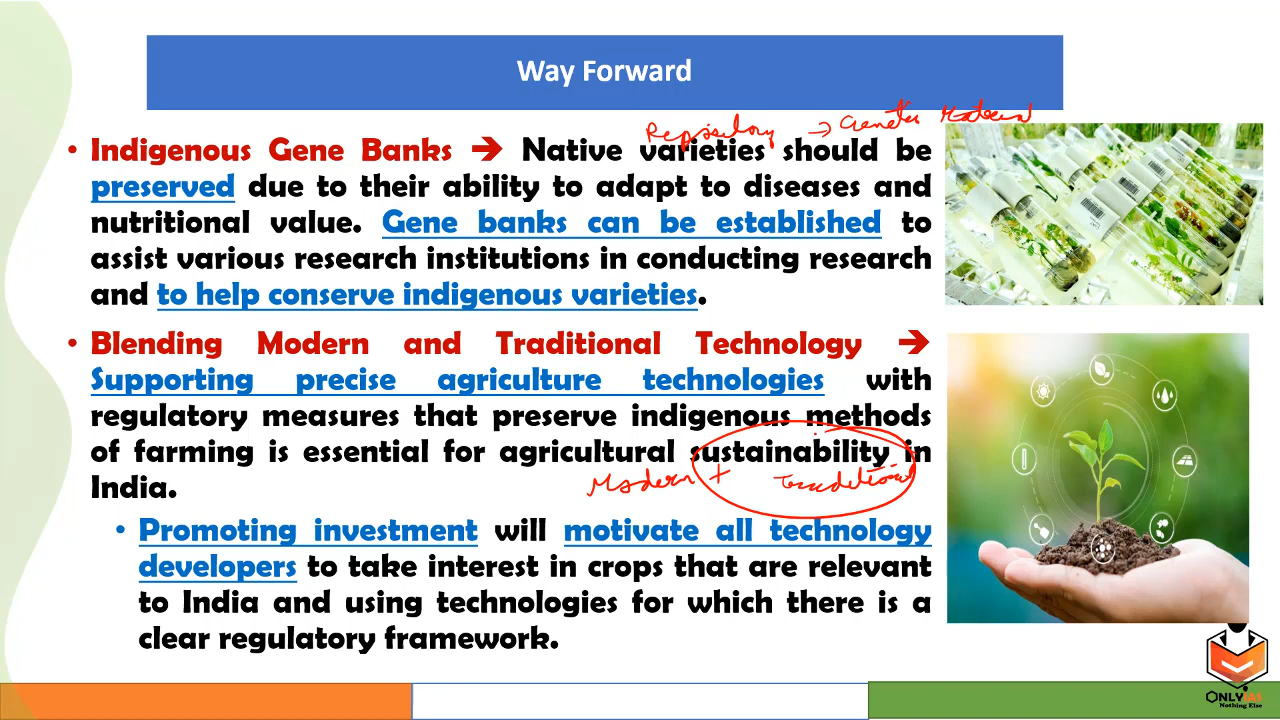 Way Forward
Repository → Genetic Material
• Indigenous Gene Banks ➔ Native varieties should be
preserved due to their ability to adapt to diseases and
nutritional value. Gene banks can be established to
assist various research institutions in conducting research
and to help conserve indigenous varieties.
• Blending Modern and Traditional Technology ➔
Supporting precise agriculture technologies with
regulatory measures that preserve indigenous methods
of farming is essential for agricultural sustainability in
India.
Modern + Traditional
• Promoting investment will motivate all technology
developers to take interest in crops that are relevant
to India and using technologies for which there is a
clear regulatory framework.
ONLYIAS
Nothing Else